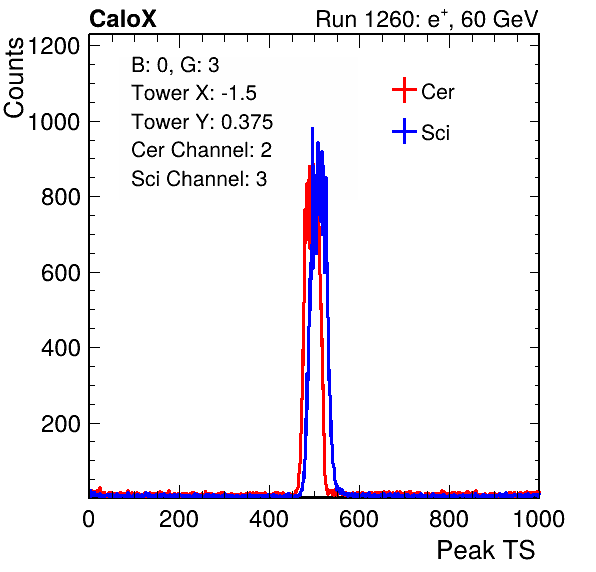 CaloX Run 1260: e⁺, 60 GeV
Counts
B: 0, G: 3
Tower X: -1.5
Tower Y: 0.375
Cer Channel: 2
Sci Channel: 3
Cer
Sci
1200
1000
800
600
400
200
0 200 400 600 800 1000
Peak TS